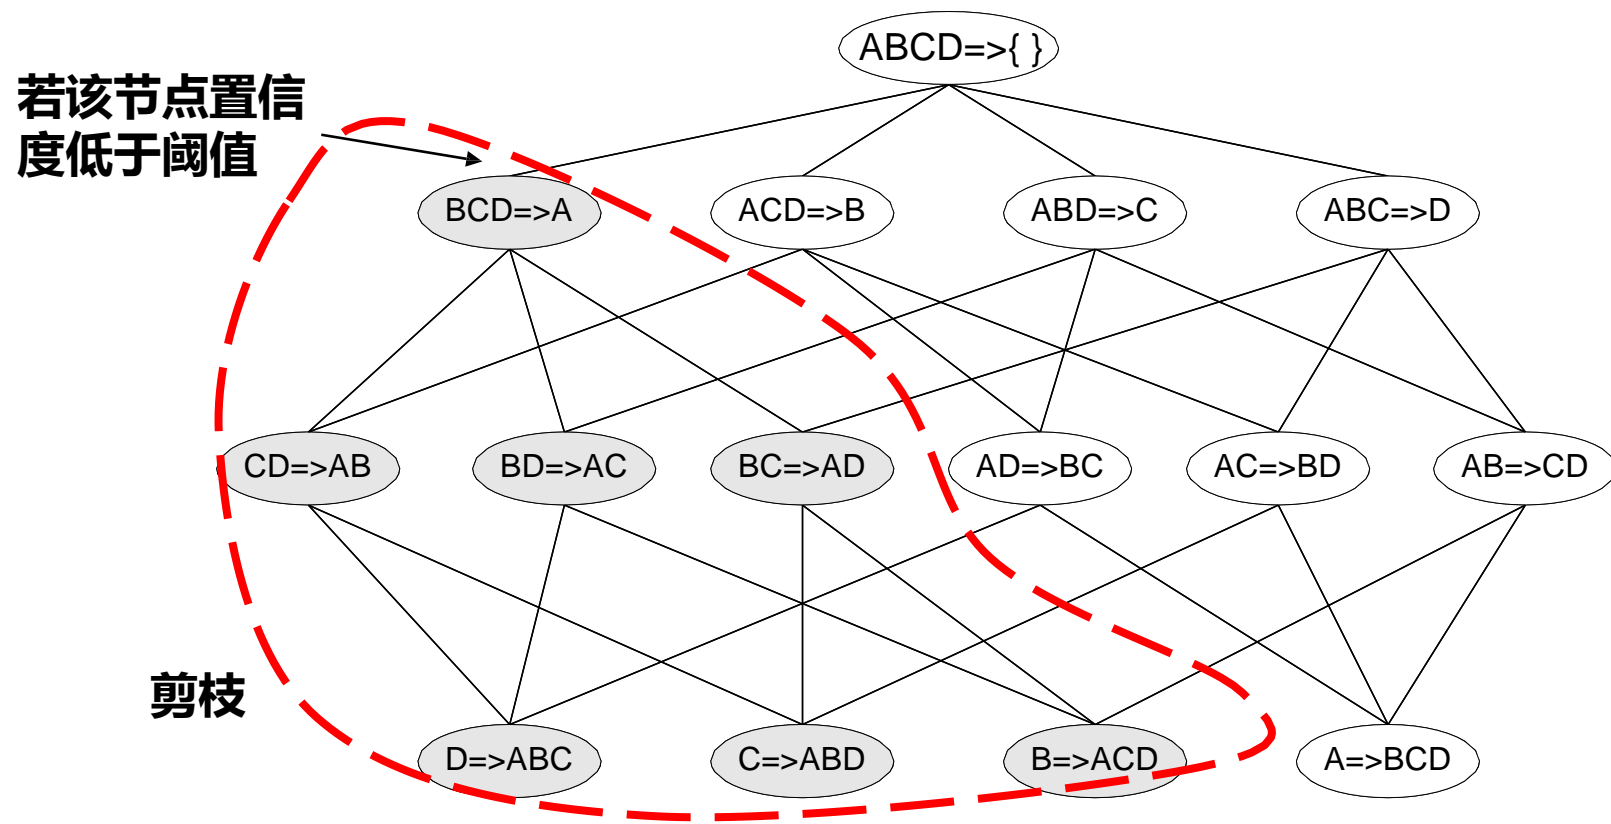 ABCD=>{ }
若该节点置信
度低于阈值
BCD=>A
ACD=>B
ABD=>C
ABC=>D
CD=>AB
BD=>AC
BC=>AD
AD=>BC
AC=>BD
AB=>CD
剪枝
D=>ABC
C=>ABD
B=>ACD
A=>BCD